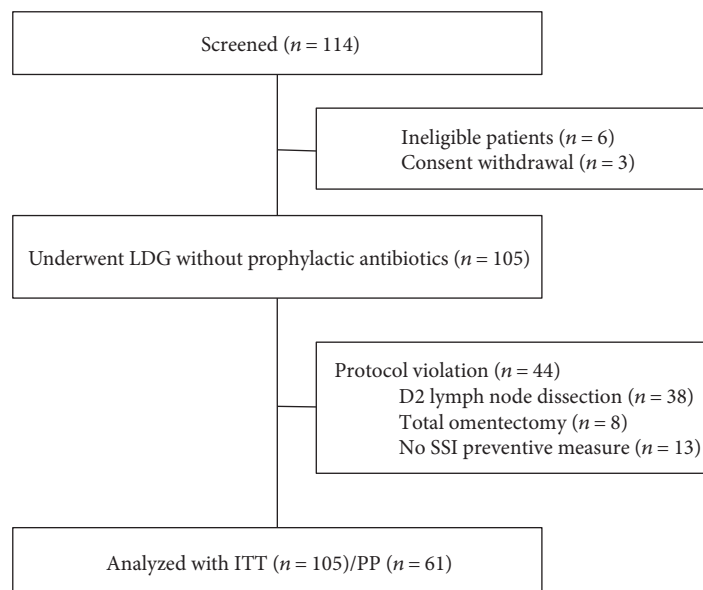 Screened (n = 114)
Ineligible patients (n = 6)
Consent withdrawal (n = 3)
Underwent LDG without prophylactic antibiotics (n = 105)
Protocol violation (n = 44)
D2 lymph node dissection (n = 38)
Total omentectomy (n = 8)
No SSI preventive measure (n = 13)
Analyzed with ITT (n = 105)/PP (n = 61)